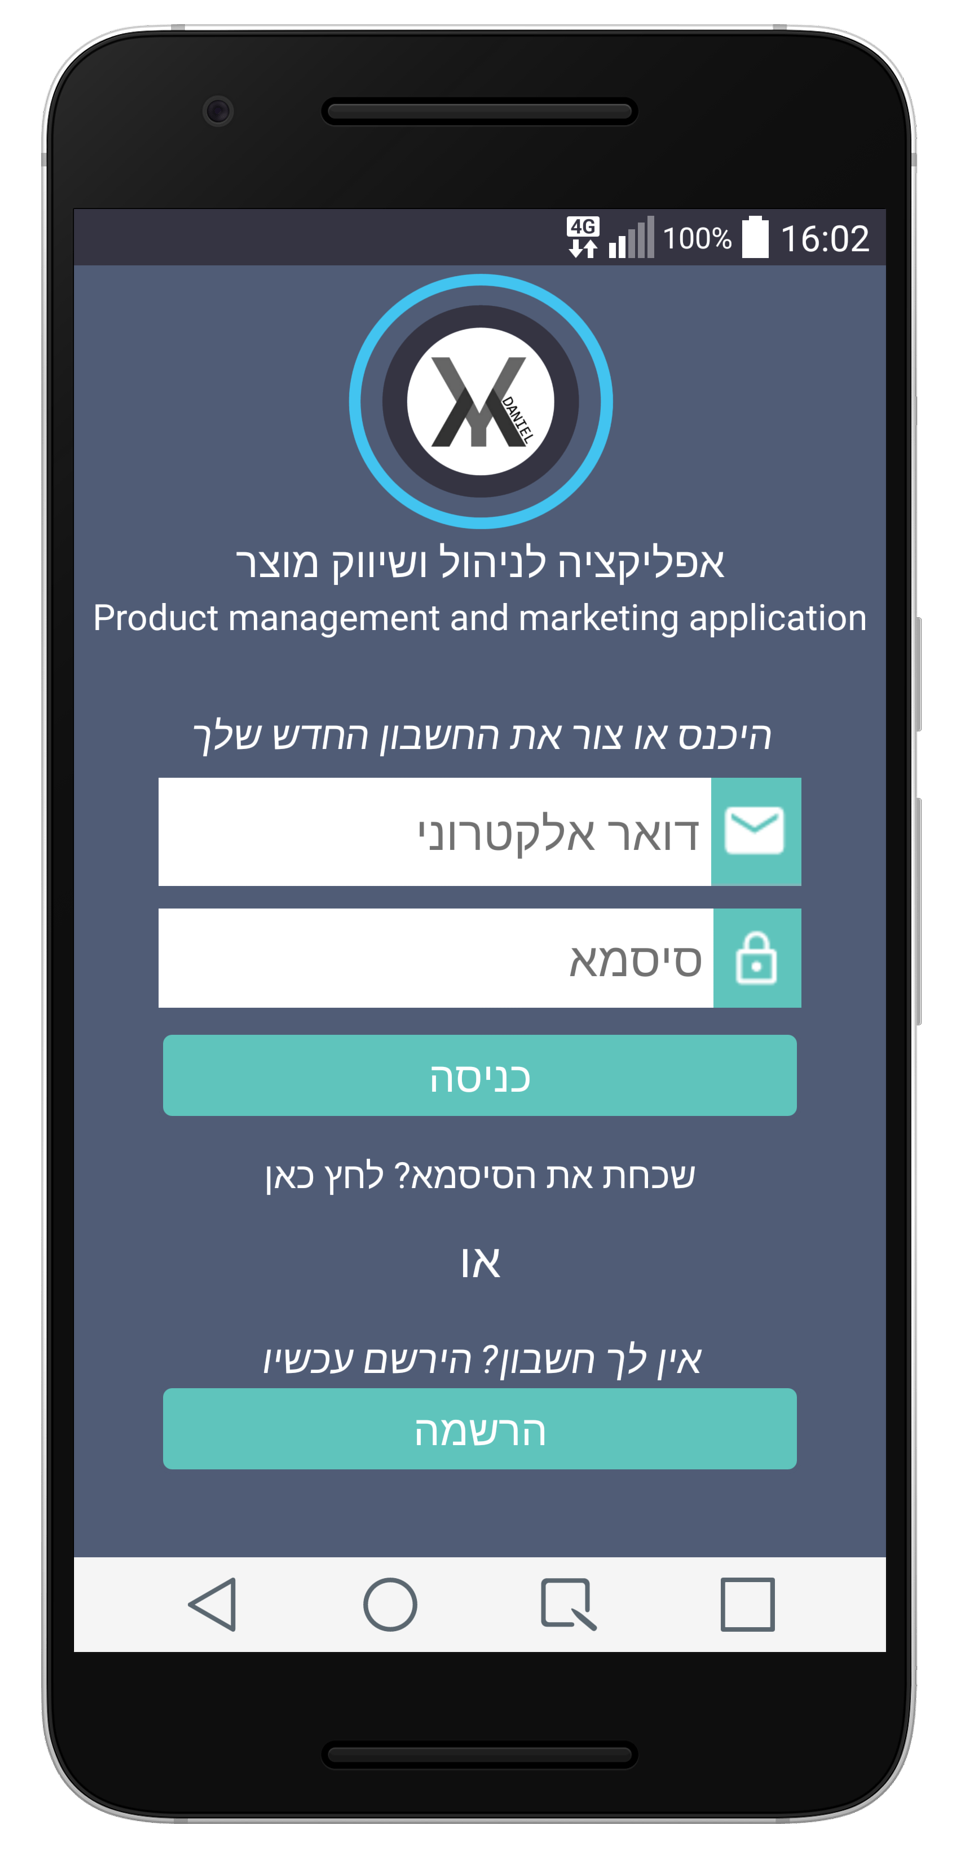 4G 100% 16:02
DANIEL
אפליקציה לניהול ושיווק מוצר
Product management and marketing application
היכנס או צור את החשבון החדש שלך
דואר אלקטרוני
סיסמא
כניסה
שכחת את הסיסמא? לחץ כאן
או
אין לך חשבון? הירשם עכשיו
הרשמה